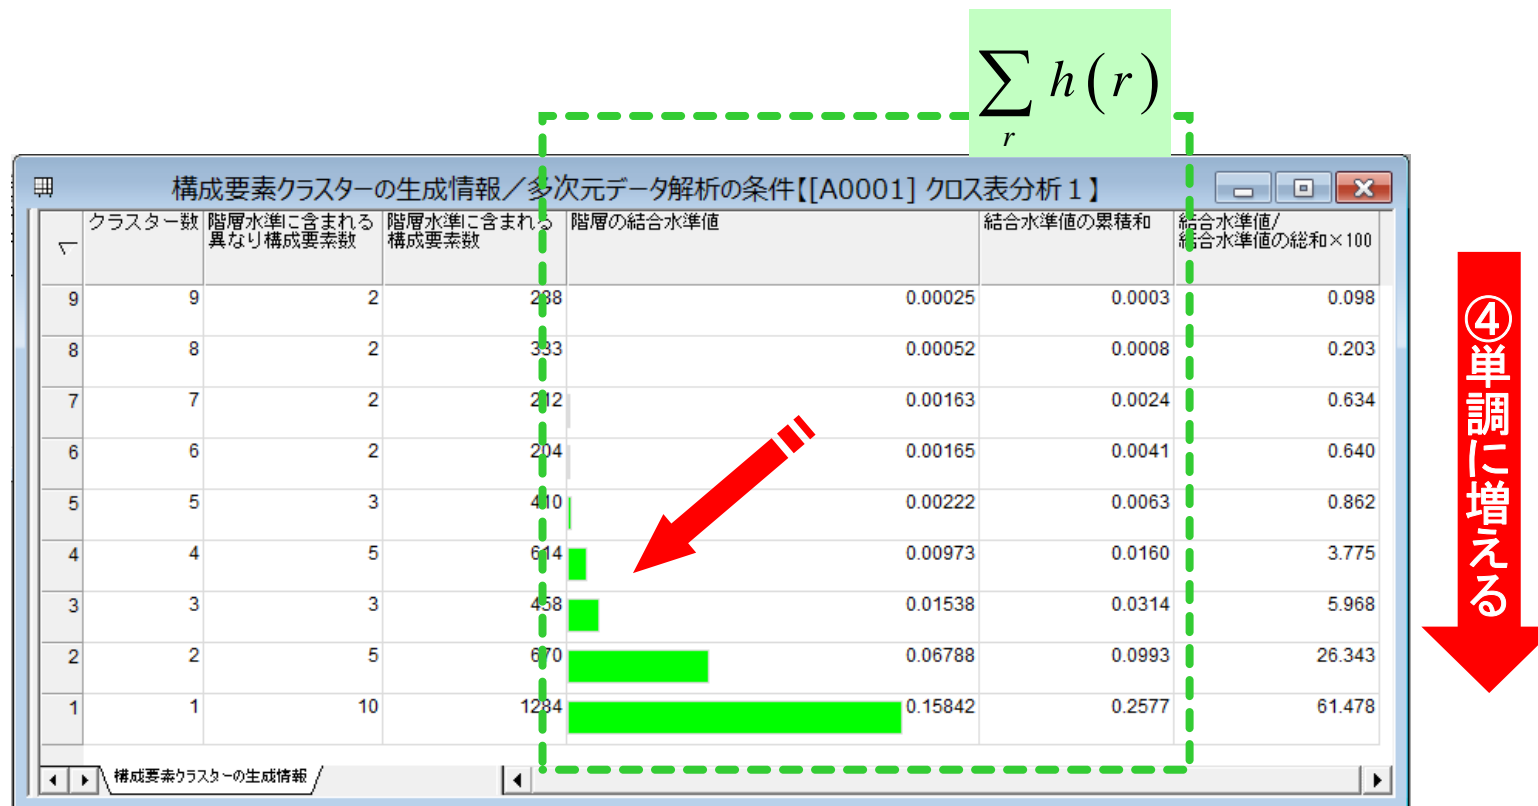 ∑ h(r)
r
構成要素クラスターの生成情報／多次元データ解析の条件【[A0001] クロス表分析１】
クラスター数 階層水準に含まれる 階層水準に含まれる 階層の結合水準値 結合水準値の累積和 結合水準値/
異なり構成要素数 構成要素数 結合水準値の総和×100
9 9 2 238 0.00025 0.0003 0.098
8 8 2 333 0.00052 0.0008 0.203
7 7 2 212 0.00163 0.0024 0.634
6 6 2 204 0.00165 0.0041 0.640
5 5 3 410 0.00222 0.0063 0.862
4 4 5 614 0.00973 0.0160 3.775
3 3 3 458 0.01538 0.0314 5.968
2 2 5 670 0.06788 0.0993 26.343
1 1 10 1284 0.15842 0.2577 61.478
構成要素クラスターの生成情報
④単調に増える